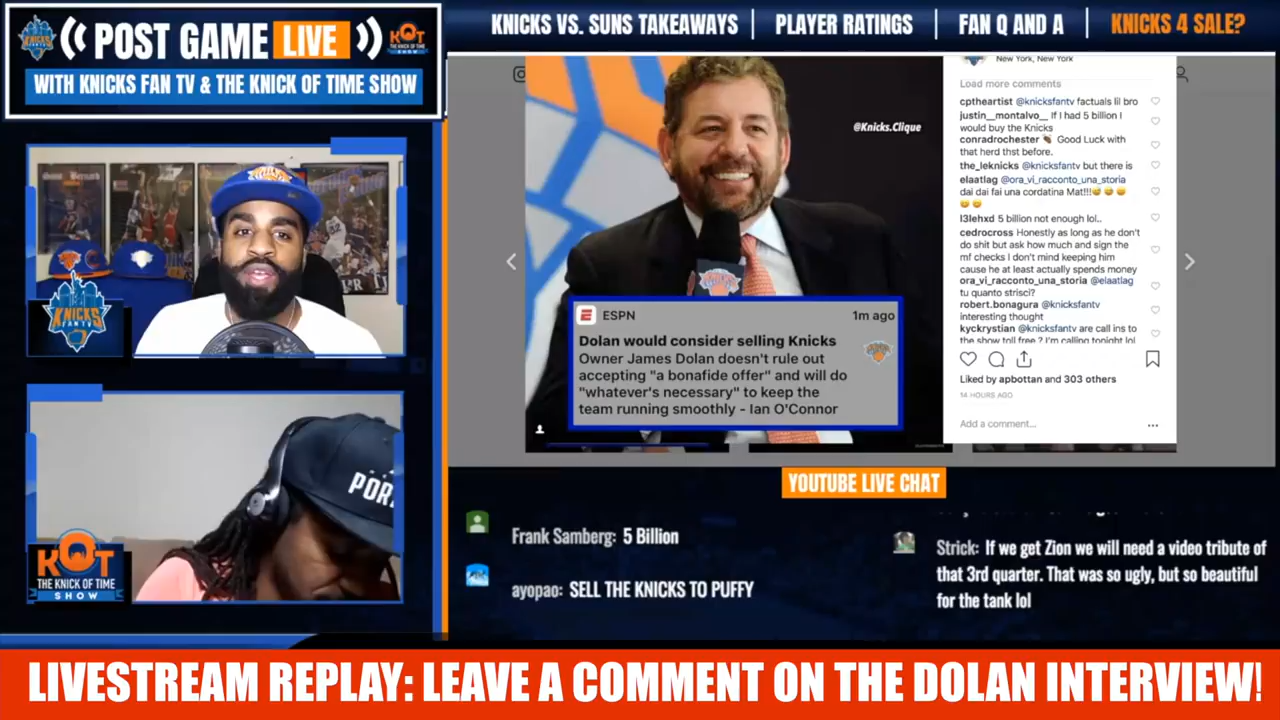 POST GAME LIVE
KOT
THE KNICK OF TIME
SHOW
WITH KNICKS FAN TV & THE KNICK OF TIME SHOW
KNICKS VS. SUNS TAKEAWAYS | PLAYER RATINGS | FAN Q AND A | KNICKS 4 SALE?
KNICKS
FANTV
KOT
THE KNICK OF TIME
SHOW
POR
@Knicks.Clique
ESPN 1m ago
Dolan would consider selling Knicks
Owner James Dolan doesn't rule out
accepting "a bonafide offer" and will do
"whatever's necessary" to keep the
team running smoothly - Ian O'Connor
New York, New York
Load more comments
cptheartist @knicksfantv factuals lil bro
justin__montalvo__ If I had 5 billion I
would buy the Knicks
conradrochester Good Luck with
that herd thst before.
the_leknicks @knicksfantv but there is
elaatlag @ora_vi_racconto_una_storia
dai dai fai una cordatina Mat!!!😅 😅 😅
😅 😅
l3lehxd 5 billion not enough lol..
cedrocross Honestly as long as he don't
do shit but ask how much and sign the
mf checks I don't mind keeping him
cause he at least actually spends money
ora_vi_racconto_una_storia @elaatlag
tu quanto strisci?
robert.bonagura @knicksfantv
interesting thought
kyckrystian @knicksfantv are call ins to
the show toll free ? I'm calling tonight lol
Liked by apbottan and 303 others
14 HOURS AGO
Add a comment...
YOUTUBE LIVE CHAT
Frank Samberg: 5 Billion
ayopao: SELL THE KNICKS TO PUFFY
Strick: If we get Zion we will need a video tribute of
that 3rd quarter. That was so ugly, but so beautiful
for the tank lol
LIVESTREAM REPLAY: LEAVE A COMMENT ON THE DOLAN INTERVIEW!